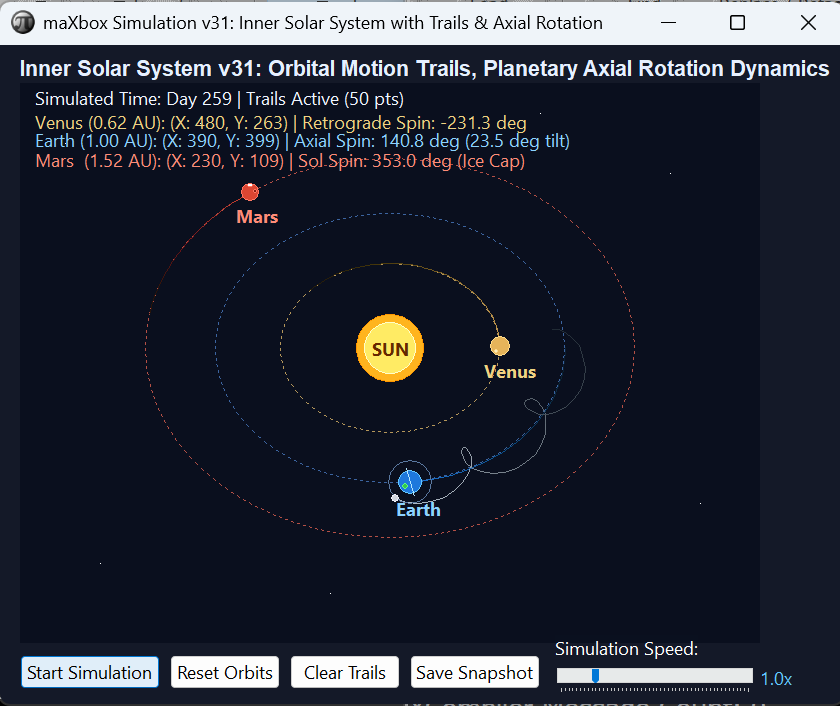 maXbox Simulation v31: Inner Solar System with Trails & Axial Rotation
Inner Solar System v31: Orbital Motion Trails, Planetary Axial Rotation Dynamics
Simulated Time: Day 259 | Trails Active (50 pts)
Venus (0.62 AU): (X: 480, Y: 263) | Retrograde Spin: -231.3 deg
Earth (1.00 AU): (X: 390, Y: 399) | Axial Spin: 140.8 deg (23.5 deg tilt)
Mars (1.52 AU): (X: 230, Y: 109) | Sol Spin: 353.0 deg (Ice Cap)
Mars
SUN
Venus
Earth
Simulation Speed:
Start Simulation
Reset Orbits
Clear Trails
Save Snapshot
1.0x